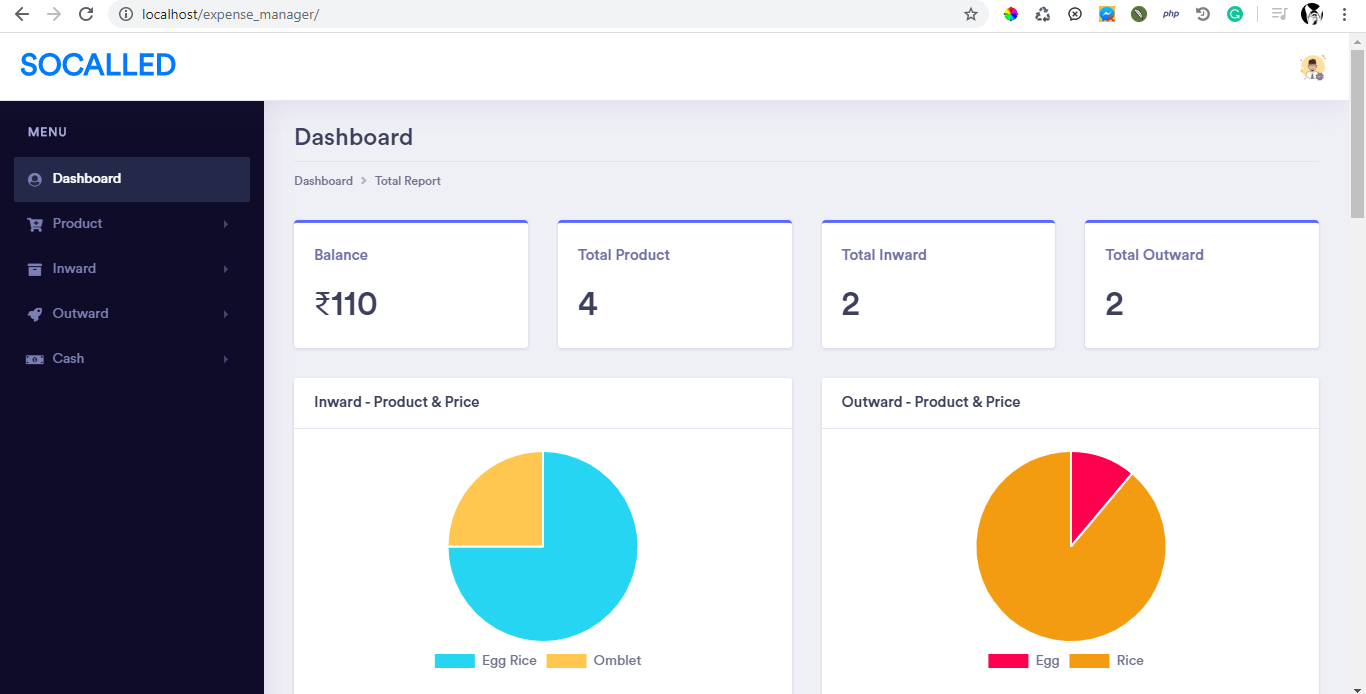 localhost/expense_manager/
php
SOCALLED
MENU
Dashboard
Product
Inward
Outward
Cash
Dashboard
Dashboard > Total Report
Balance
₹110
Total Product
4
Total Inward
2
Total Outward
2
Inward - Product & Price
Egg Rice Omblet
Outward - Product & Price
Egg Rice